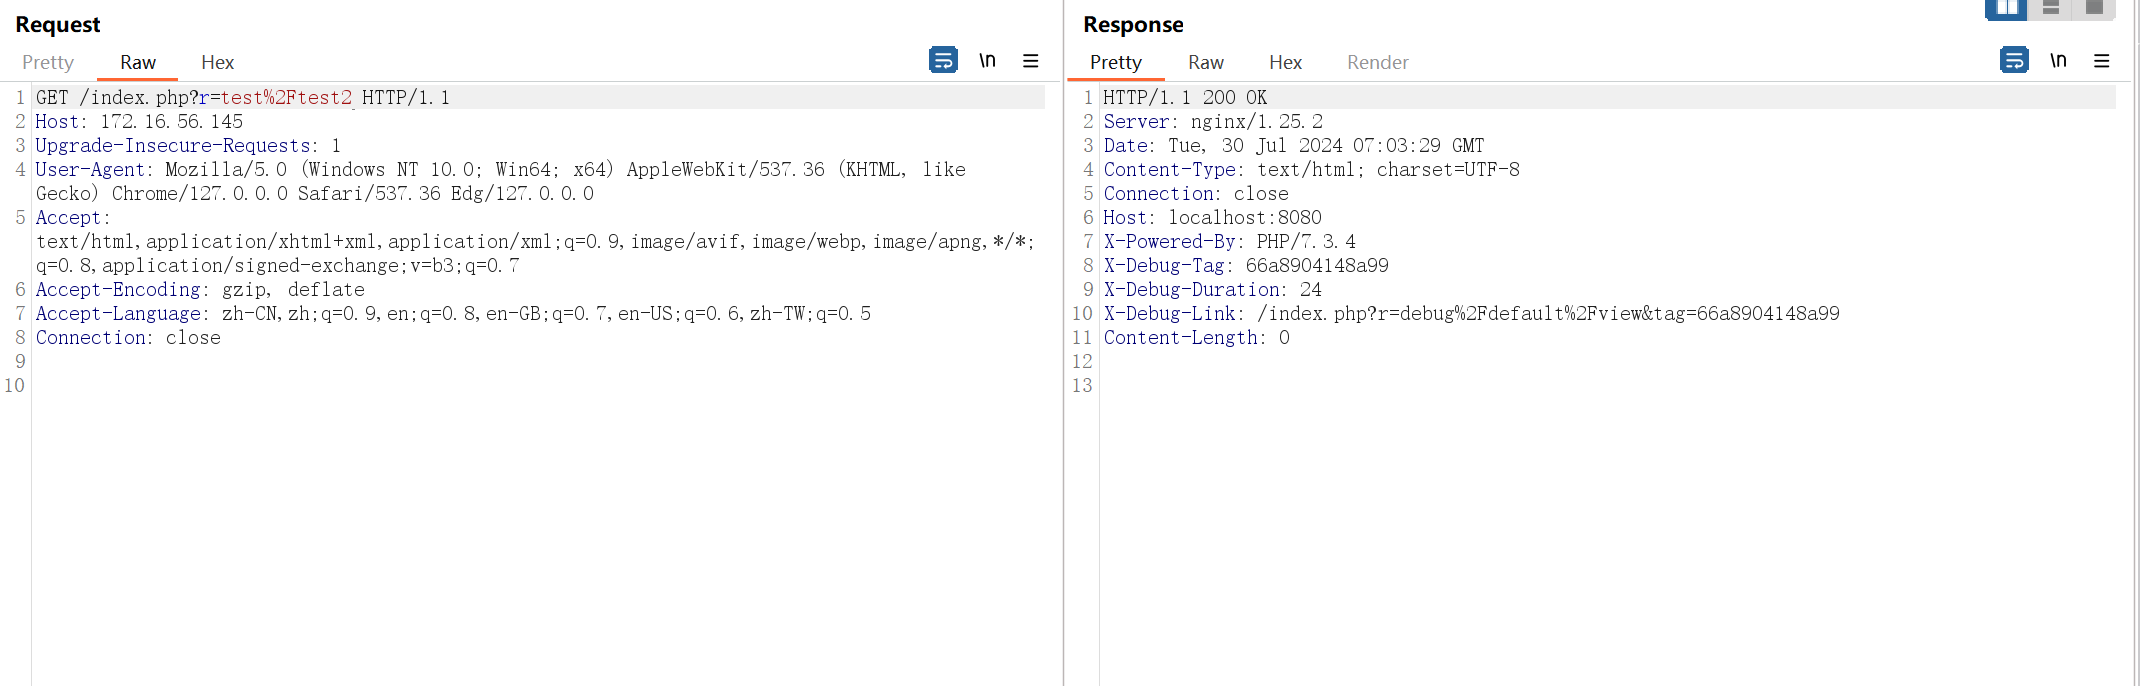 Request
Pretty Raw Hex
\n
1 GET /index.php?r=test%2Ftest2 HTTP/1.1
2 Host: 172.16.56.145
3 Upgrade-Insecure-Requests: 1
4 User-Agent: Mozilla/5.0 (Windows NT 10.0; Win64; x64) AppleWebKit/537.36 (KHTML, like
Gecko) Chrome/127.0.0.0 Safari/537.36 Edg/127.0.0.0
5 Accept:
text/html,application/xhtml+xml,application/xml;q=0.9,image/avif,image/webp,image/apng,*/*;
q=0.8,application/signed-exchange;v=b3;q=0.7
6 Accept-Encoding: gzip, deflate
7 Accept-Language: zh-CN,zh;q=0.9,en;q=0.8,en-GB;q=0.7,en-US;q=0.6,zh-TW;q=0.5
8 Connection: close
9
10
Response
Pretty Raw Hex Render
\n
1 HTTP/1.1 200 OK
2 Server: nginx/1.25.2
3 Date: Tue, 30 Jul 2024 07:03:29 GMT
4 Content-Type: text/html; charset=UTF-8
5 Connection: close
6 Host: localhost:8080
7 X-Powered-By: PHP/7.3.4
8 X-Debug-Tag: 66a8904148a99
9 X-Debug-Duration: 24
10 X-Debug-Link: /index.php?r=debug%2Fdefault%2Fview&tag=66a8904148a99
11 Content-Length: 0
12
13